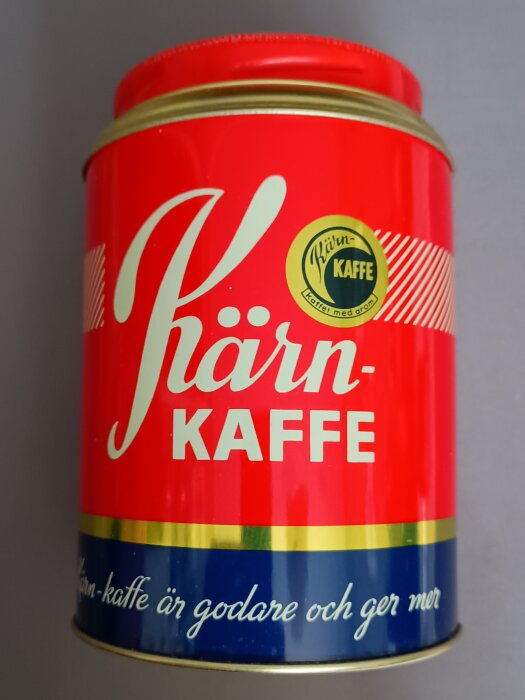 Kärn-
KAFFE
Kärn-
KAFFE
Kaffet med arom
Kärn-kaffe är godare och ger mer